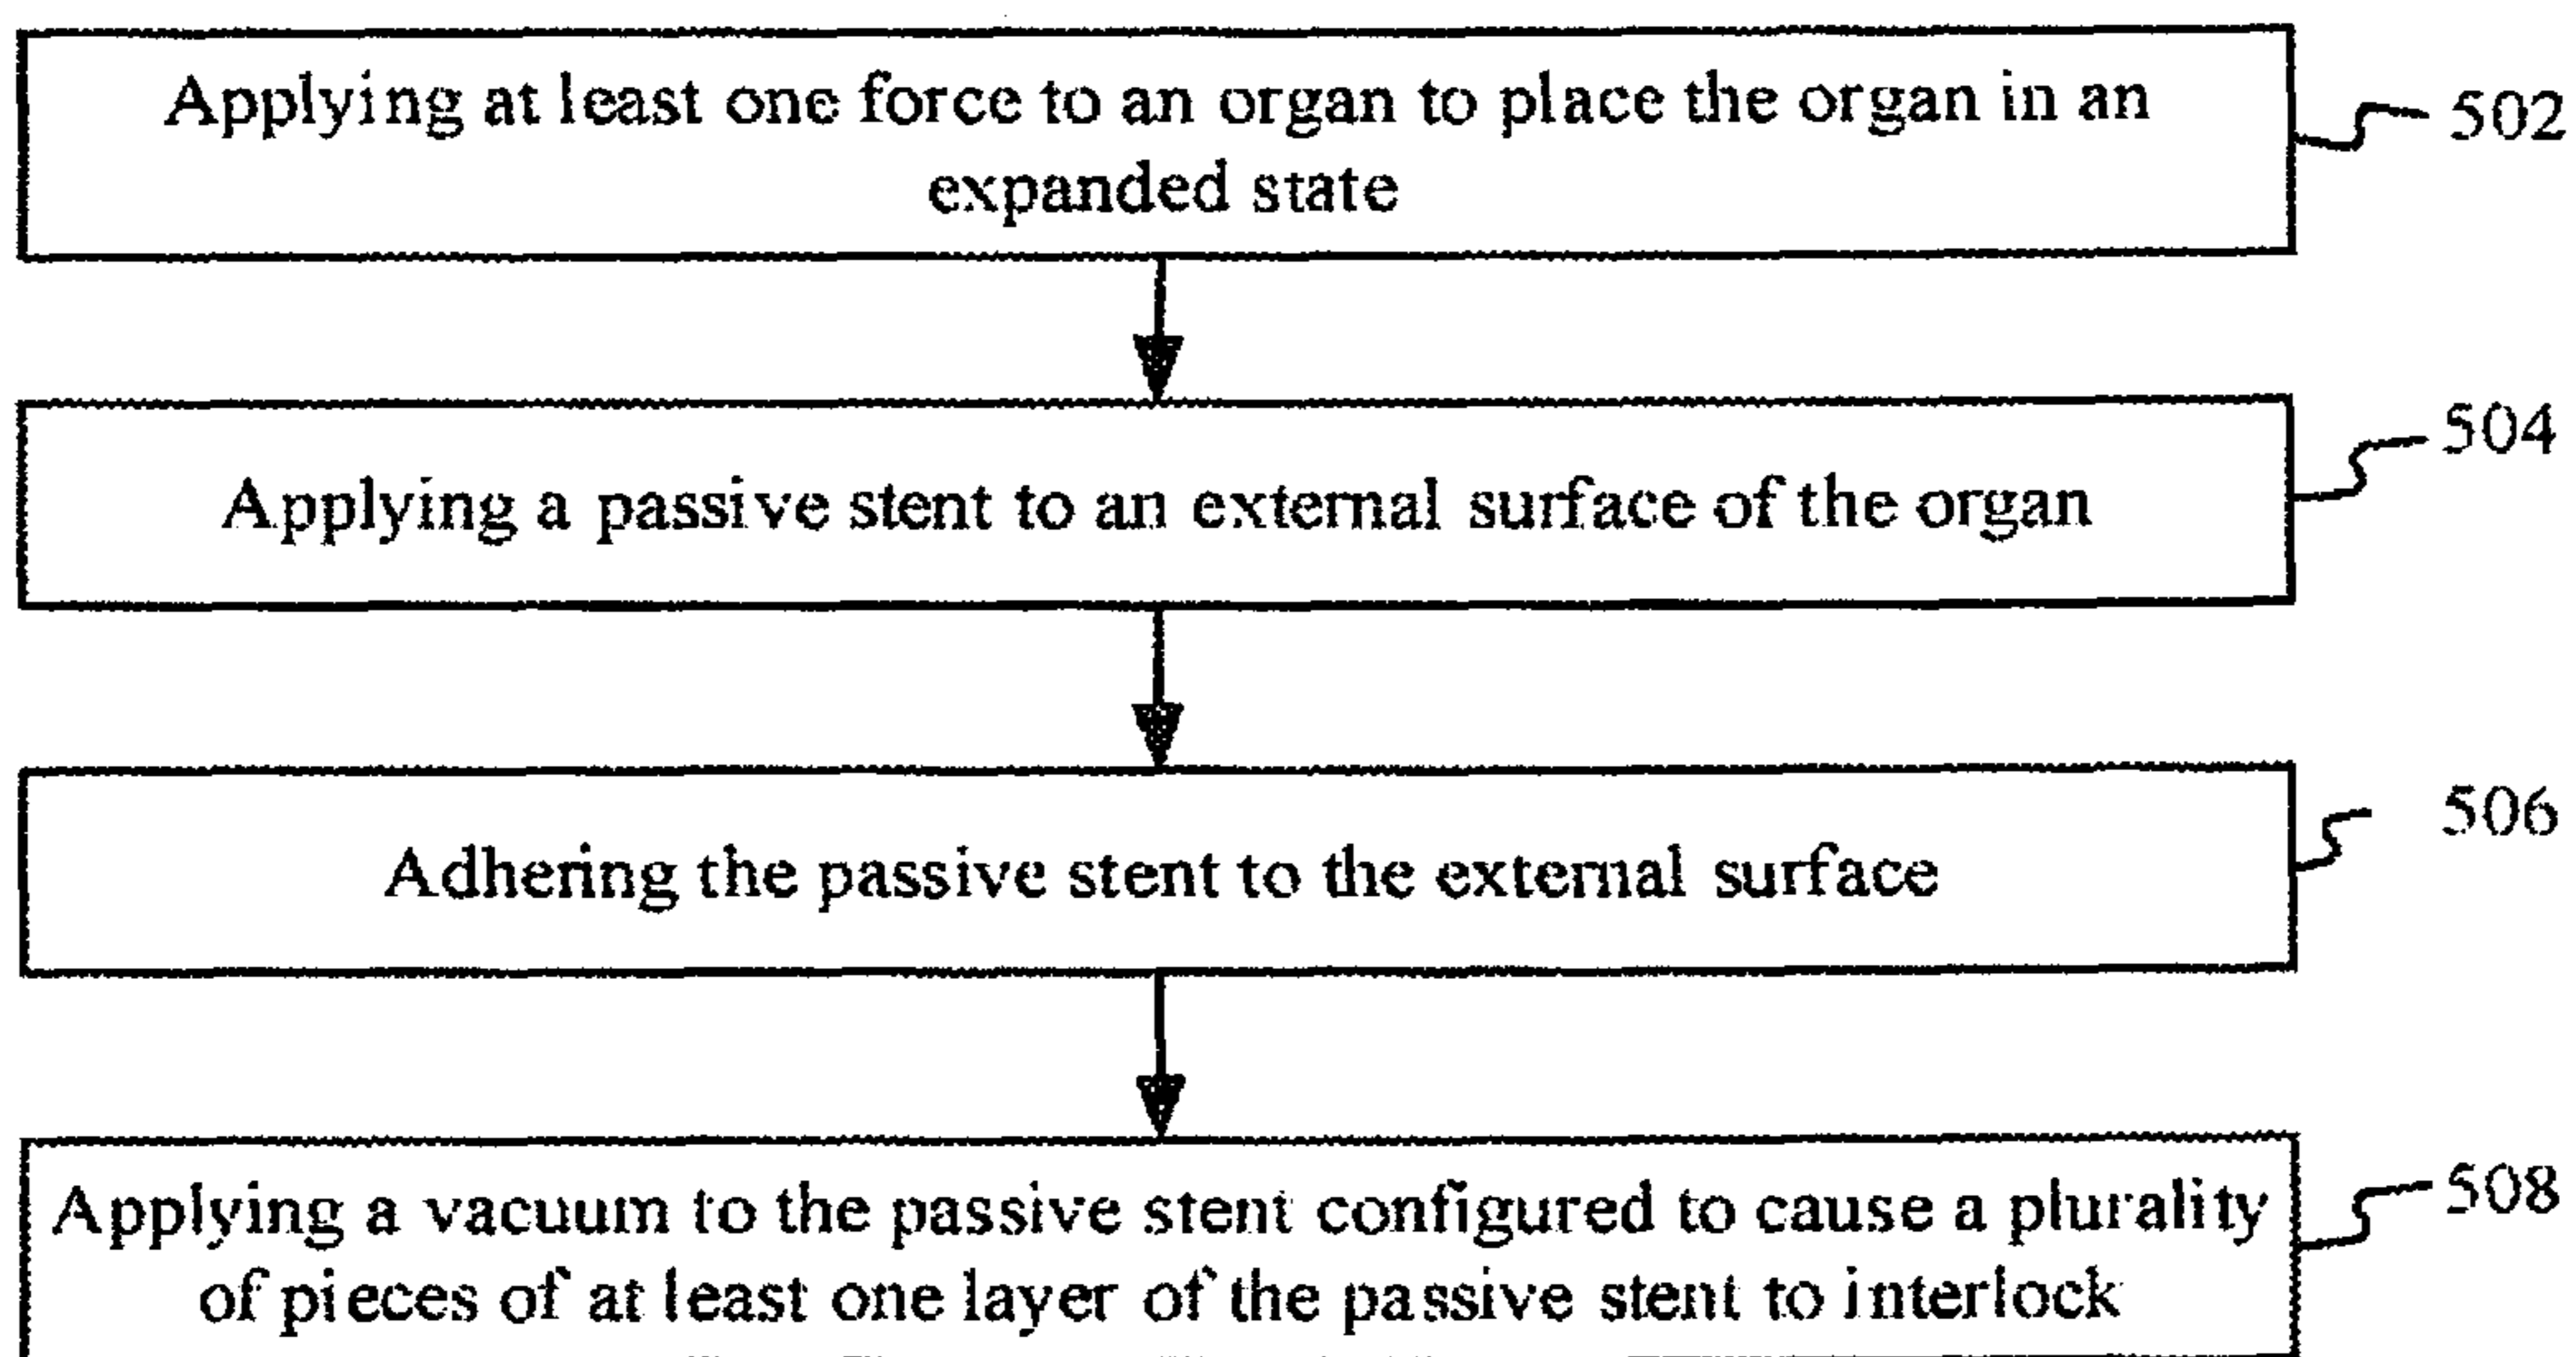 Applying at least one force to an organ to place the organ in an
expanded state
502
Applying a passive stent to an external surface of the organ
504
Adhering the passive stent to the external surface
506
Applying a vacuum to the passive stent configured to cause a plurality
of pieces of at least one layer of the passive stent to interlock
508